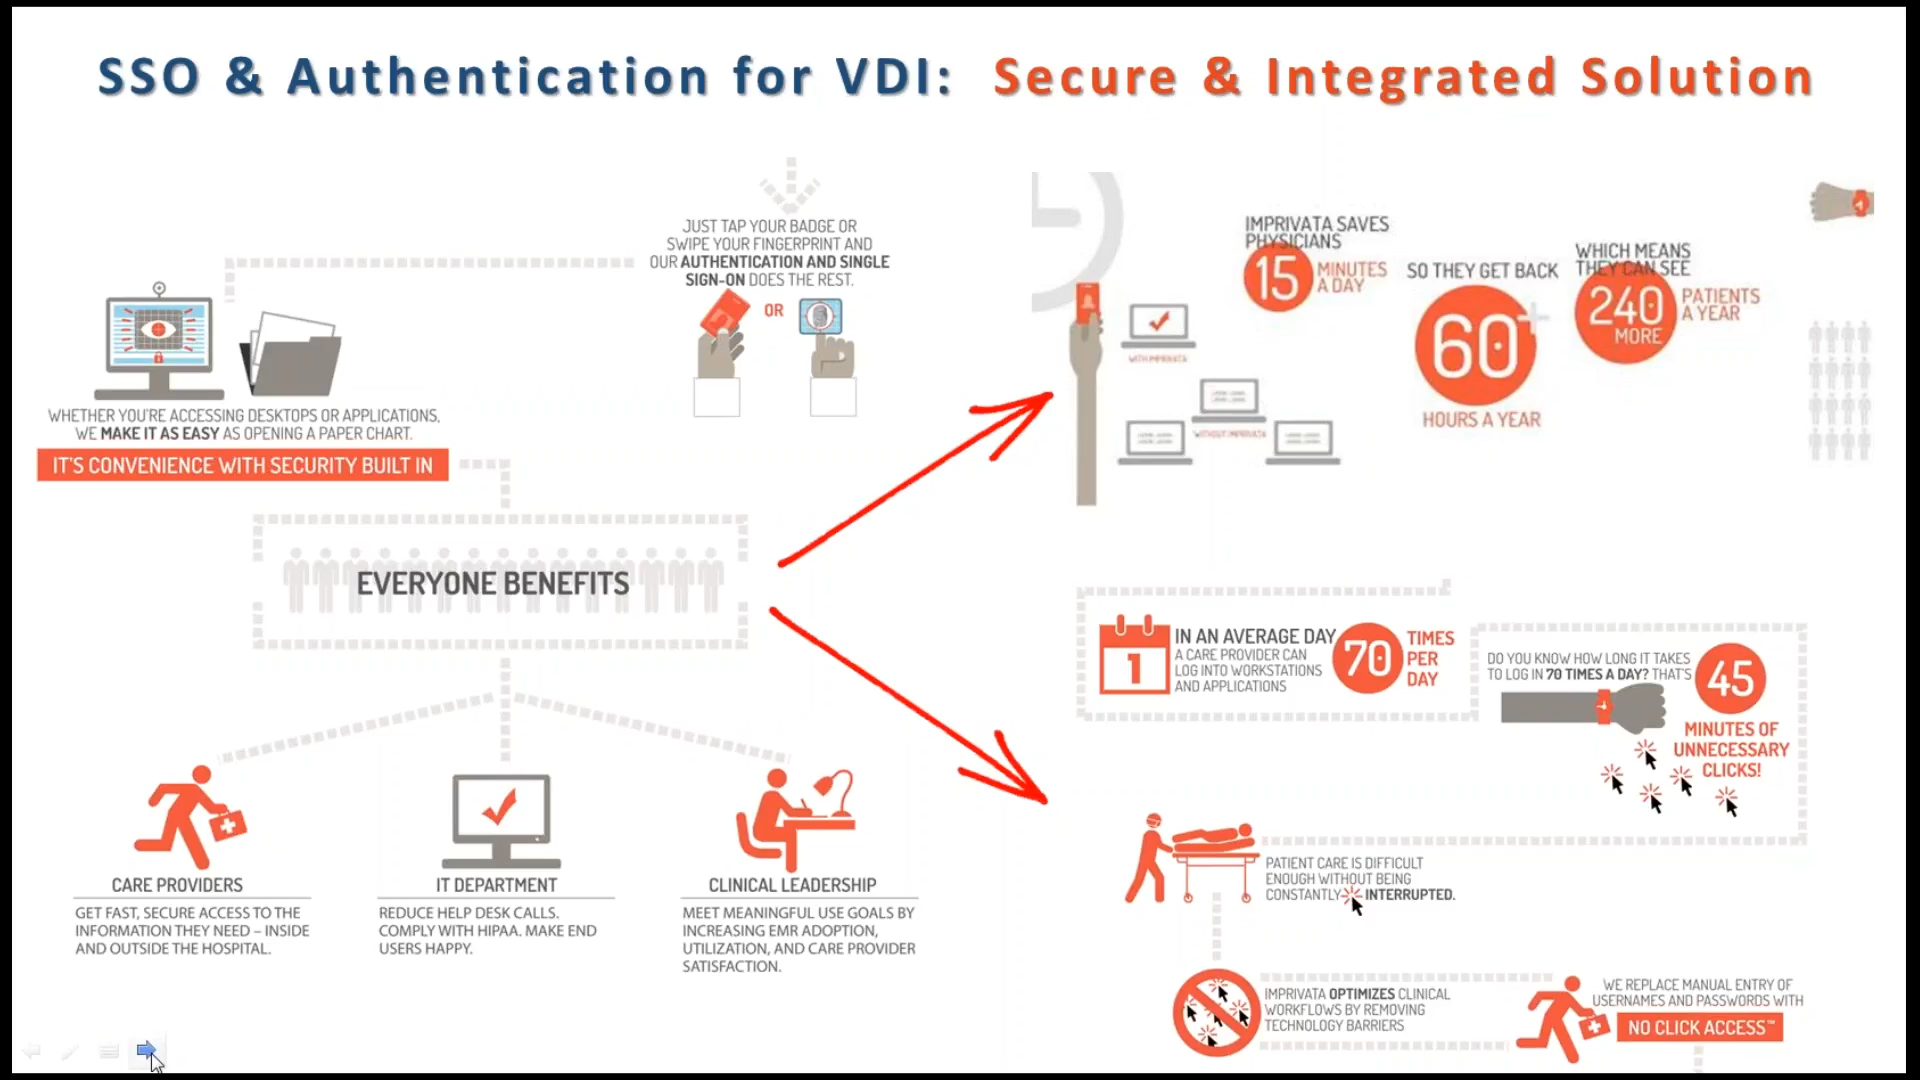 SSO & Authentication for VDI: Secure & Integrated Solution
JUST TAP YOUR BADGE OR
SWIPE YOUR FINGERPRINT AND
OUR AUTHENTICATION AND SINGLE
SIGN-ON DOES THE REST.
OR
WHETHER YOU'RE ACCESSING DESKTOPS OR APPLICATIONS,
WE MAKE IT AS EASY AS OPENING A PAPER CHART.
IT'S CONVENIENCE WITH SECURITY BUILT IN
EVERYONE BENEFITS
CARE PROVIDERS
GET FAST, SECURE ACCESS TO THE
INFORMATION THEY NEED – INSIDE
AND OUTSIDE THE HOSPITAL.
IT DEPARTMENT
REDUCE HELP DESK CALLS.
COMPLY WITH HIPAA. MAKE END
USERS HAPPY.
CLINICAL LEADERSHIP
MEET MEANINGFUL USE GOALS BY
INCREASING EMR ADOPTION,
UTILIZATION, AND CARE PROVIDER
SATISFACTION.
WITH IMPRIVATA
WITHOUT IMPRIVATA
IMPRIVATA SAVES
PHYSICIANS
15 MINUTES
A DAY
SO THEY GET BACK
60+
HOURS A YEAR
WHICH MEANS
THEY CAN SEE
240
MORE
PATIENTS
A YEAR
1
IN AN AVERAGE DAY
A CARE PROVIDER CAN
LOG INTO WORKSTATIONS
AND APPLICATIONS
70
TIMES
PER
DAY
DO YOU KNOW HOW LONG IT TAKES
TO LOG IN 70 TIMES A DAY? THAT'S
45
MINUTES OF
UNNECESSARY
CLICKS!
PATIENT CARE IS DIFFICULT
ENOUGH WITHOUT BEING
CONSTANTLY INTERRUPTED.
IMPRIVATA OPTIMIZES CLINICAL
WORKFLOWS BY REMOVING
TECHNOLOGY BARRIERS
WE REPLACE MANUAL ENTRY OF
USERNAMES AND PASSWORDS WITH
NO CLICK ACCESS™